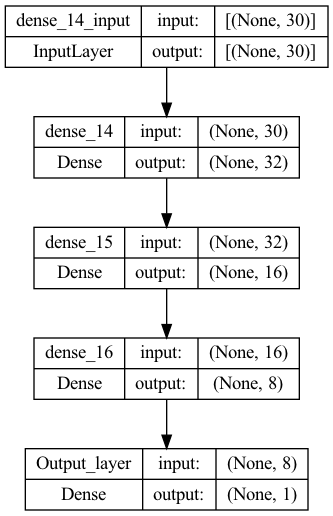 dense_14_input input: [(None, 30)]
InputLayer output: [(None, 30)]
dense_14 input: (None, 30)
Dense output: (None, 32)
dense_15 input: (None, 32)
Dense output: (None, 16)
dense_16 input: (None, 16)
Dense output: (None, 8)
Output_layer input: (None, 8)
Dense output: (None, 1)